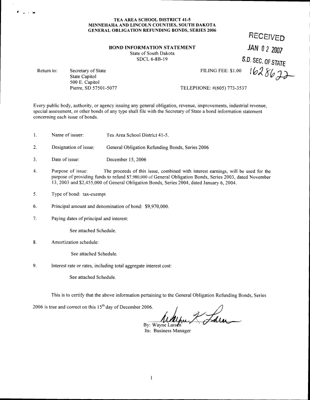 TEA AREA SCHOOL DISTRICT 41-5
MINNEHAHA AND LINCOLN COUNTIES, SOUTH DAKOTA
GENERAL OBLIGATION REFUNDING BONDS, SERIES 2006
RECEIVED
JAN 02 2007
S.D. SEC. OF STATE
1628622
BOND INFORMATION STATEMENT
State of South Dakota
SDCL 6-8B-19
Return to: Secretary of State FILING FEE: $1.00
State Capitol
500 E. Capitol
Pierre, SD 57501-5077 TELEPHONE: #(605) 773-3537
Every public body, authority, or agency issuing any general obligation, revenue, improvements, industrial revenue,
special assessment, or other bonds of any type shall file with the Secretary of State a bond information statement
concerning each issue of bonds.
1. Name of issuer: Tea Area School District 41-5.
2. Designation of issue: General Obligation Refunding Bonds, Series 2006
3. Date of issue: December 15, 2006
4. Purpose of issue: The proceeds of this issue, combined with interest earnings, will be used for the
purpose of providing funds to refund $7,980,000 of General Obligation Bonds, Series 2003, dated November
13, 2003 and $2,455,000 of General Obligation Bonds, Series 2004, dated January 6, 2004.
5. Type of bond: tax-exempt
6. Principal amount and denomination of bond: $9,970,000.
7. Paying dates of principal and interest:
See attached Schedule.
8. Amortization schedule:
See attached Schedule.
9. Interest rate or rates, including total aggregate interest cost:
See attached Schedule.
This is to certify that the above information pertaining to the General Obligation Refunding Bonds, Series
2006 is true and correct on this 15th day of December 2006.
By: Wayne Larsen
Its: Business Manager
1